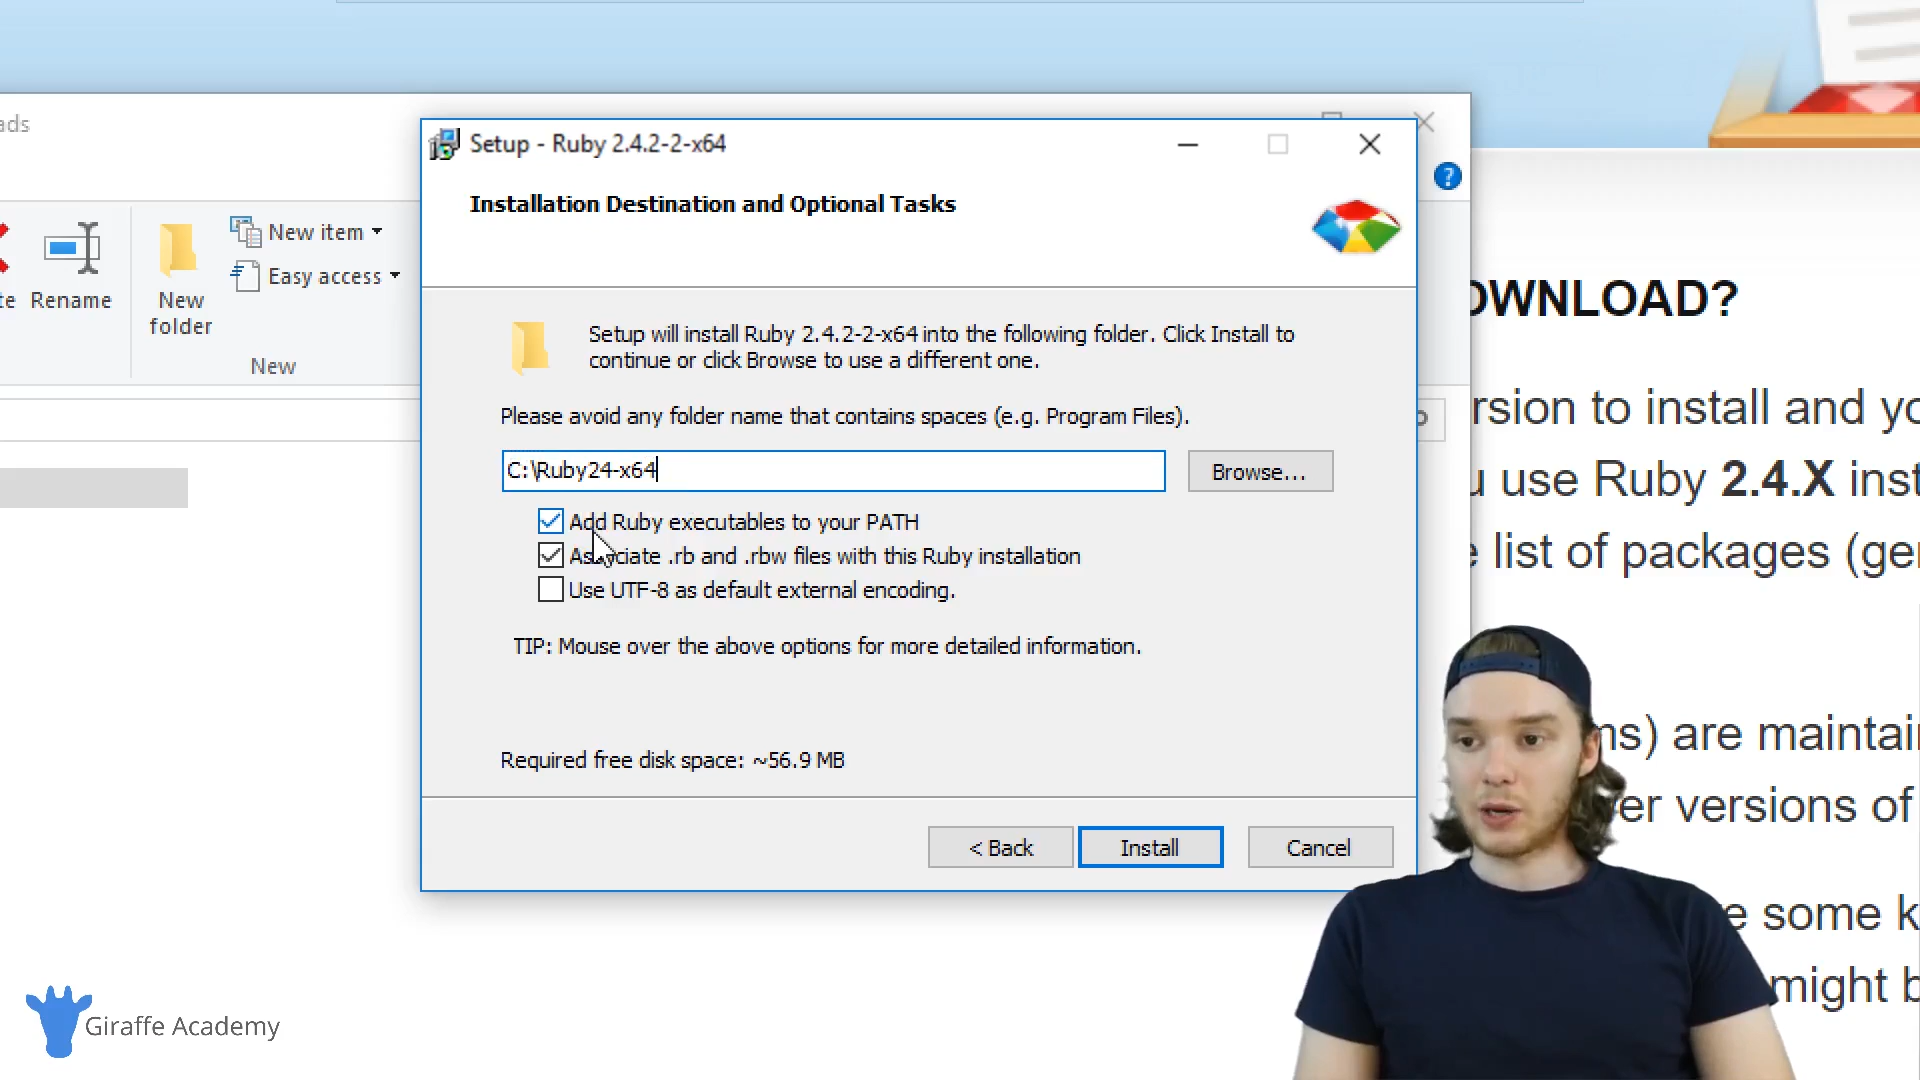 ads
Setup - Ruby 2.4.2-2-x64
Installation Destination and Optional Tasks
Rename
New folder
New item
Easy access
New
Setup will install Ruby 2.4.2-2-x64 into the following folder. Click Install to
continue or click Browse to use a different one.
Please avoid any folder name that contains spaces (e.g. Program Files).
C:\Ruby24-x64
Browse...
Add Ruby executables to your PATH
Associate .rb and .rbw files with this Ruby installation
Use UTF-8 as default external encoding.
TIP: Mouse over the above options for more detailed information.
Required free disk space: ~56.9 MB
< Back
Install
Cancel
OWNLOAD?
rsion to install and yo
u use Ruby 2.4.X inst
e list of packages (ge
ms) are maintai
er versions of
e some k
might b
Giraffe Academy